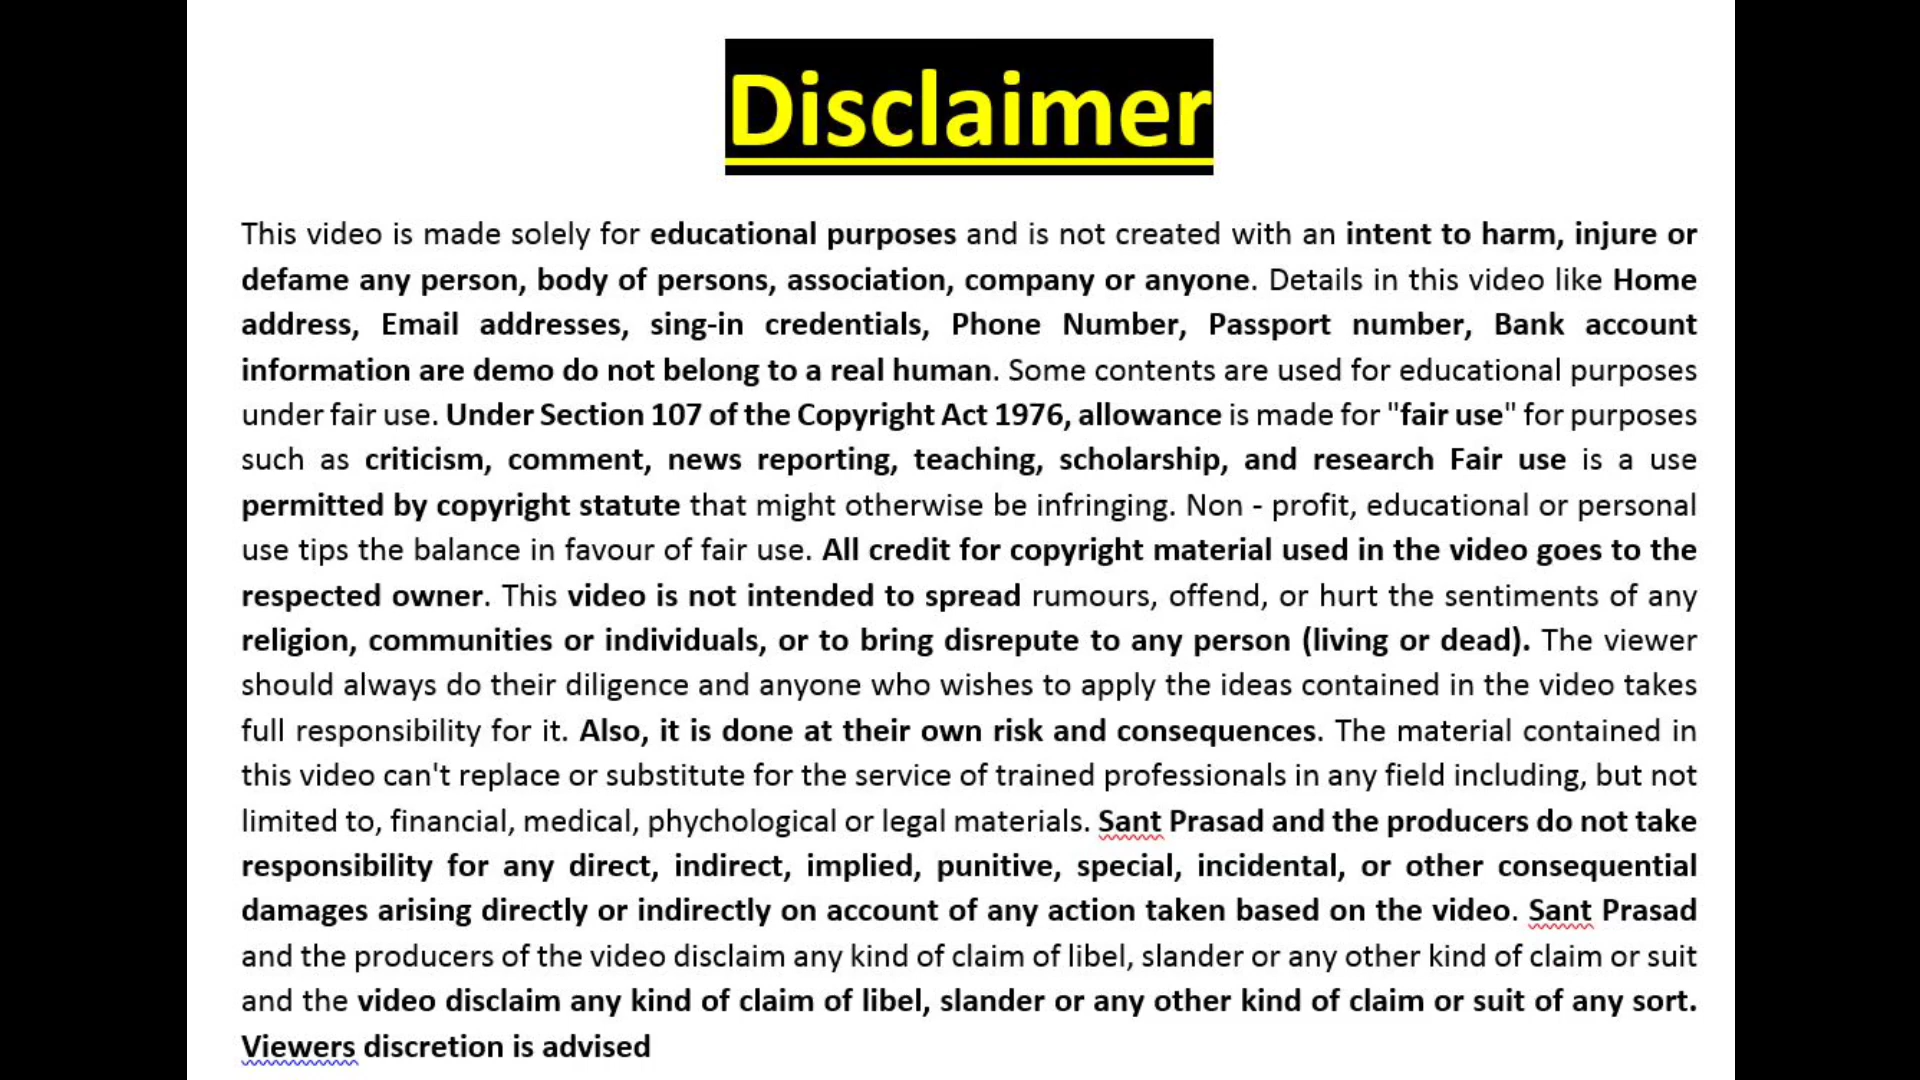 Disclaimer
This video is made solely for educational purposes and is not created with an intent to harm, injure or
defame any person, body of persons, association, company or anyone. Details in this video like Home
address, Email addresses, sing-in credentials, Phone Number, Passport number, Bank account
information are demo do not belong to a real human. Some contents are used for educational purposes
under fair use. Under Section 107 of the Copyright Act 1976, allowance is made for "fair use" for purposes
such as criticism, comment, news reporting, teaching, scholarship, and research Fair use is a use
permitted by copyright statute that might otherwise be infringing. Non - profit, educational or personal
use tips the balance in favour of fair use. All credit for copyright material used in the video goes to the
respected owner. This video is not intended to spread rumours, offend, or hurt the sentiments of any
religion, communities or individuals, or to bring disrepute to any person (living or dead). The viewer
should always do their diligence and anyone who wishes to apply the ideas contained in the video takes
full responsibility for it. Also, it is done at their own risk and consequences. The material contained in
this video can't replace or substitute for the service of trained professionals in any field including, but not
limited to, financial, medical, phychological or legal materials. Sant Prasad and the producers do not take
responsibility for any direct, indirect, implied, punitive, special, incidental, or other consequential
damages arising directly or indirectly on account of any action taken based on the video. Sant Prasad
and the producers of the video disclaim any kind of claim of libel, slander or any other kind of claim or suit
and the video disclaim any kind of claim of libel, slander or any other kind of claim or suit of any sort.
Viewers discretion is advised